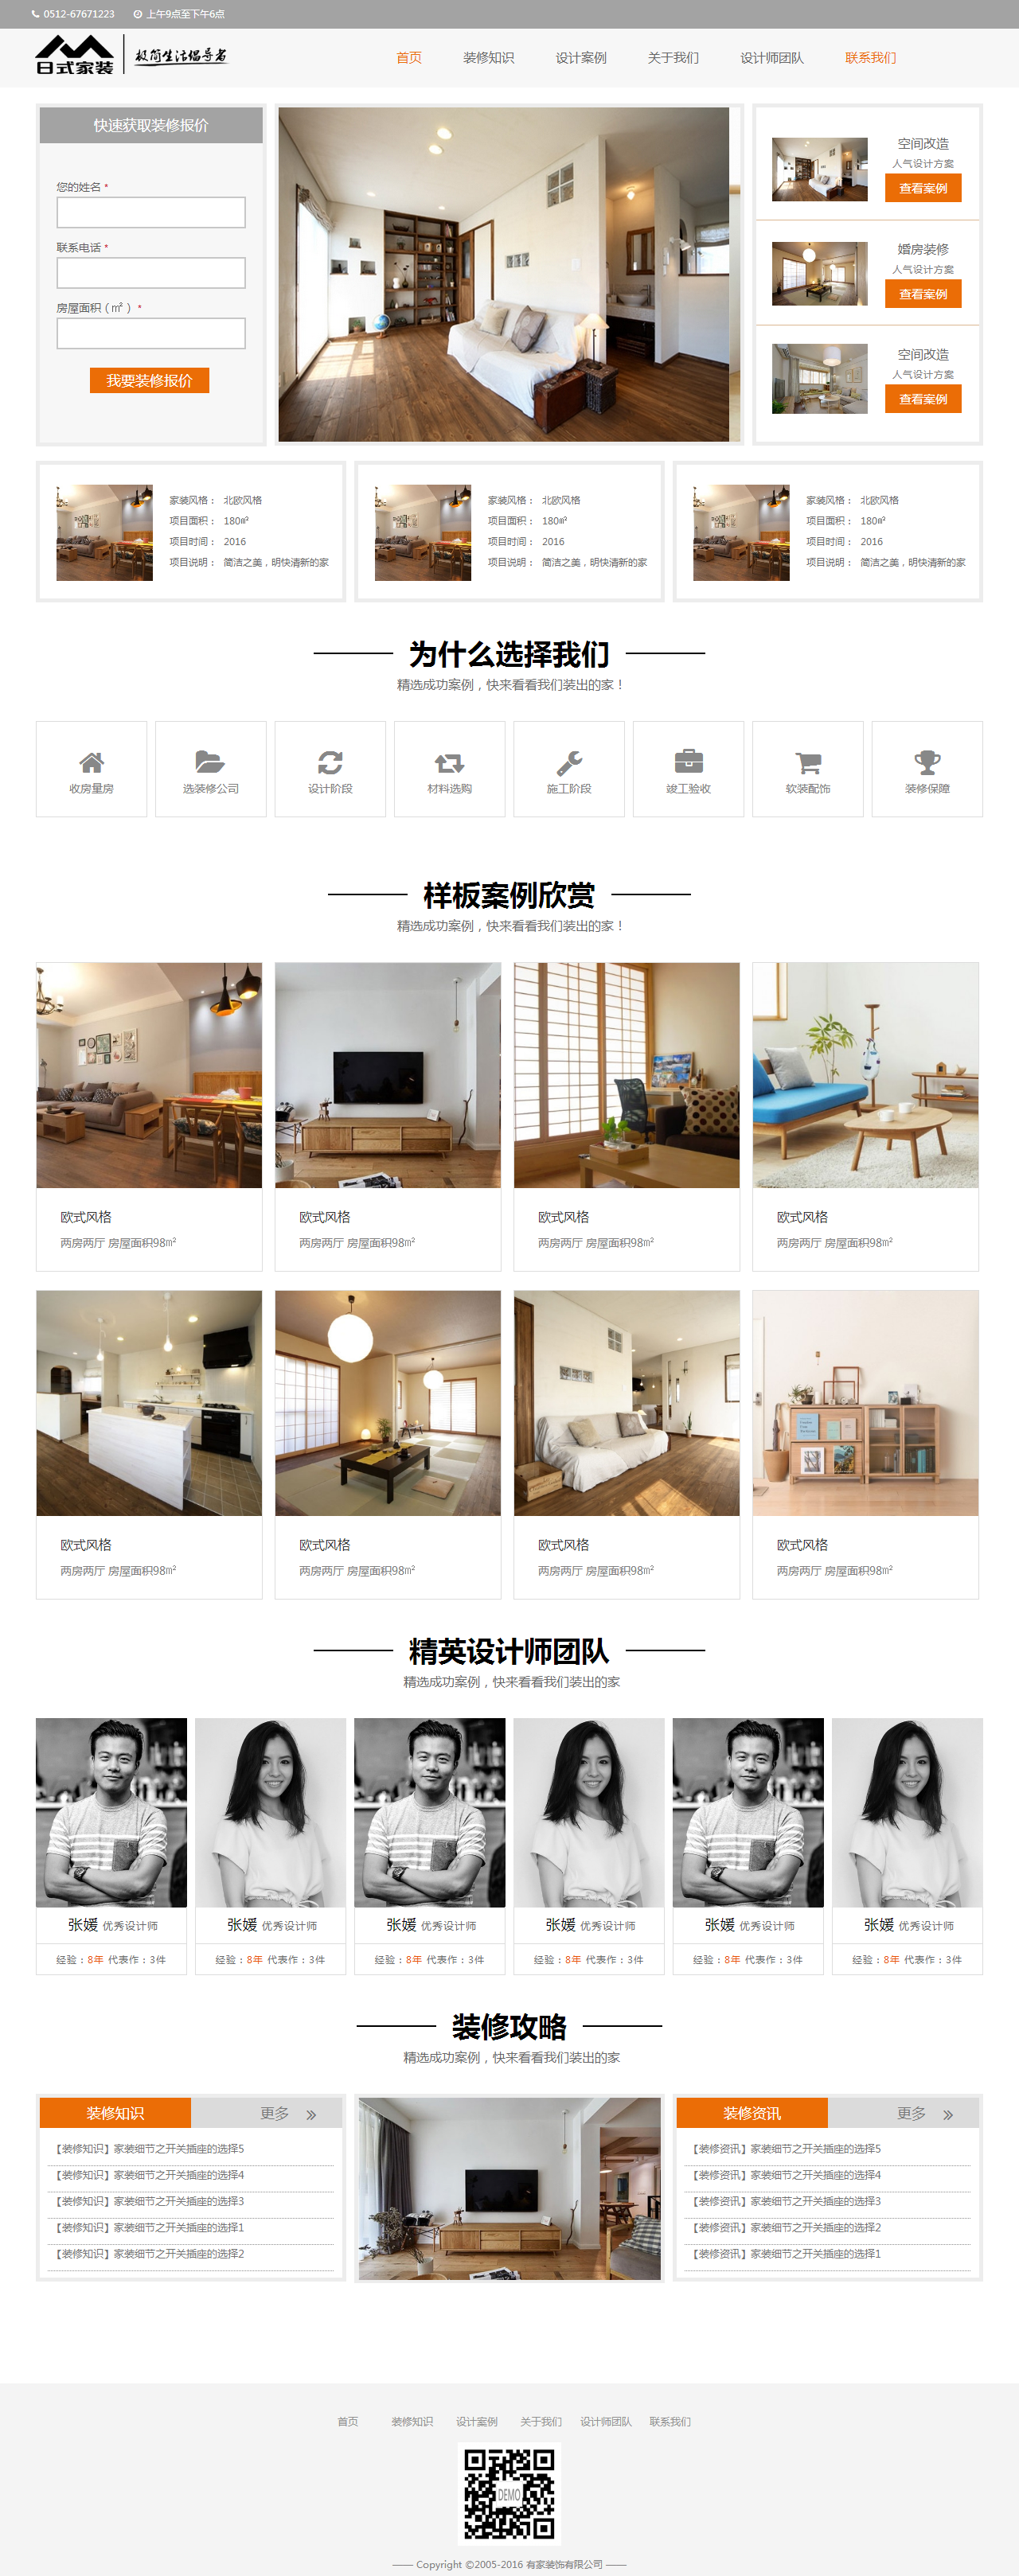 0512-67671223 上午9点至下午6点
日式家装 极简生活倡导者
首页 装修知识 设计案例 关于我们 设计师团队 联系我们
快速获取装修报价
您的姓名 *
联系电话 *
房屋面积（㎡） *
我要装修报价
空间改造
人气设计方案
查看案例
婚房装修
人气设计方案
查看案例
空间改造
人气设计方案
查看案例
家装风格： 北欧风格
项目面积： 180㎡
项目时间： 2016
项目说明： 简洁之美，明快清新的家
家装风格： 北欧风格
项目面积： 180㎡
项目时间： 2016
项目说明： 简洁之美，明快清新的家
家装风格： 北欧风格
项目面积： 180㎡
项目时间： 2016
项目说明： 简洁之美，明快清新的家
为什么选择我们
精选成功案例，快来看看我们装出的家！
收房量房 选装修公司 设计阶段 材料选购 施工阶段 竣工验收 软装配饰 装修保障
样板案例欣赏
精选成功案例，快来看看我们装出的家！
欧式风格 欧式风格 欧式风格 欧式风格
两房两厅 房屋面积98㎡ 两房两厅 房屋面积98㎡ 两房两厅 房屋面积98㎡ 两房两厅 房屋面积98㎡
欧式风格 欧式风格 欧式风格 欧式风格
两房两厅 房屋面积98㎡ 两房两厅 房屋面积98㎡ 两房两厅 房屋面积98㎡ 两房两厅 房屋面积98㎡
精英设计师团队
精选成功案例，快来看看我们装出的家
张媛 优秀设计师 张媛 优秀设计师 张媛 优秀设计师 张媛 优秀设计师 张媛 优秀设计师 张媛 优秀设计师
经验：8年 代表作：3件 经验：8年 代表作：3件 经验：8年 代表作：3件 经验：8年 代表作：3件 经验：8年 代表作：3件 经验：8年 代表作：3件
装修攻略
精选成功案例，快来看看我们装出的家
装修知识 更多
【装修知识】家装细节之开关插座的选择5
【装修知识】家装细节之开关插座的选择4
【装修知识】家装细节之开关插座的选择3
【装修知识】家装细节之开关插座的选择1
【装修知识】家装细节之开关插座的选择2
装修资讯 更多
【装修资讯】家装细节之开关插座的选择5
【装修资讯】家装细节之开关插座的选择4
【装修资讯】家装细节之开关插座的选择3
【装修资讯】家装细节之开关插座的选择2
【装修资讯】家装细节之开关插座的选择1
首页 装修知识 设计案例 关于我们 设计师团队 联系我们
DEMO
—— Copyright ©2005-2016 有家装饰有限公司 ——